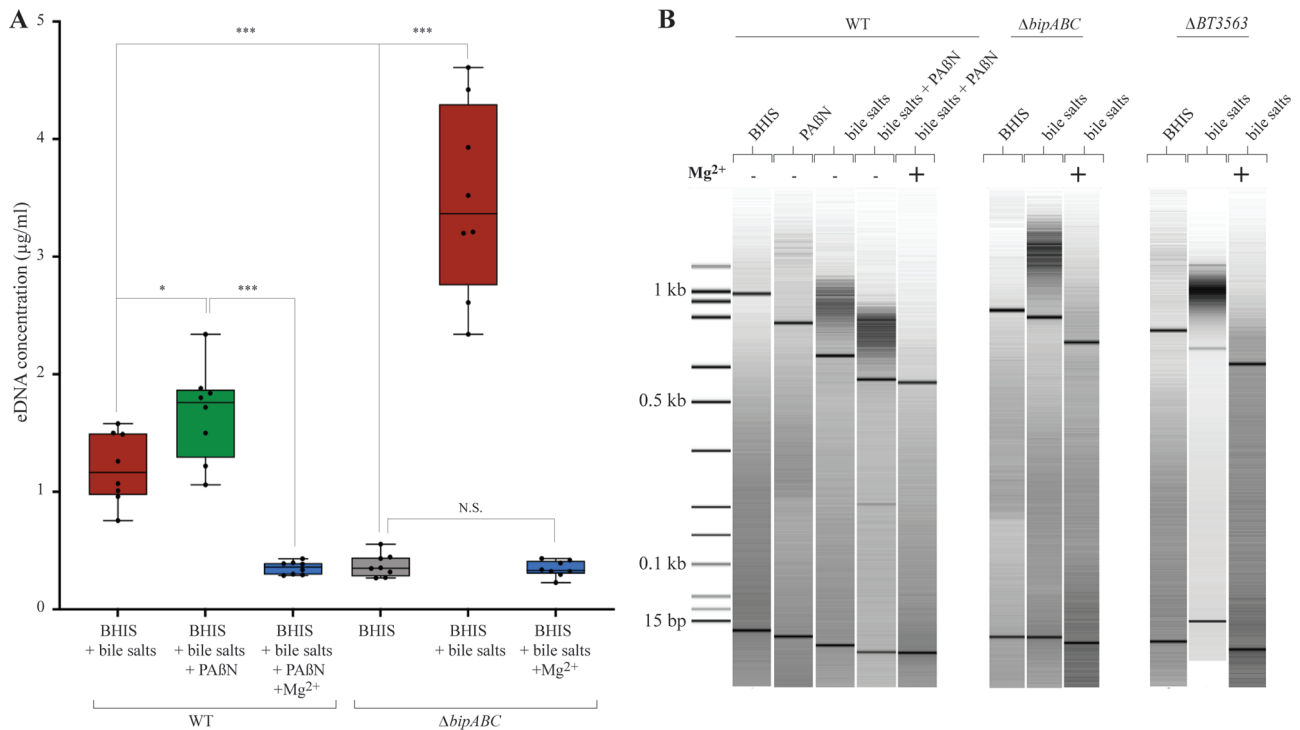 A
B
5
4
3
2
1
0
eDNA concentration (µg/ml)
***
***
*
***
N.S.
BHIS
+ bile salts
BHIS
+ bile salts
+ PAßN
BHIS
+ bile salts
+ PAßN
+Mg²⁺
BHIS
BHIS
+ bile salts
BHIS
+ bile salts
+Mg²⁺
WT
ΔbipABC
WT
ΔbipABC
ΔBT3563
BHIS
PAßN
bile salts
bile salts + PAßN
bile salts + PAßN
BHIS
bile salts
bile salts
BHIS
bile salts
bile salts
Mg²⁺ - - - - + + +
1 kb
0.5 kb
0.1 kb
15 bp